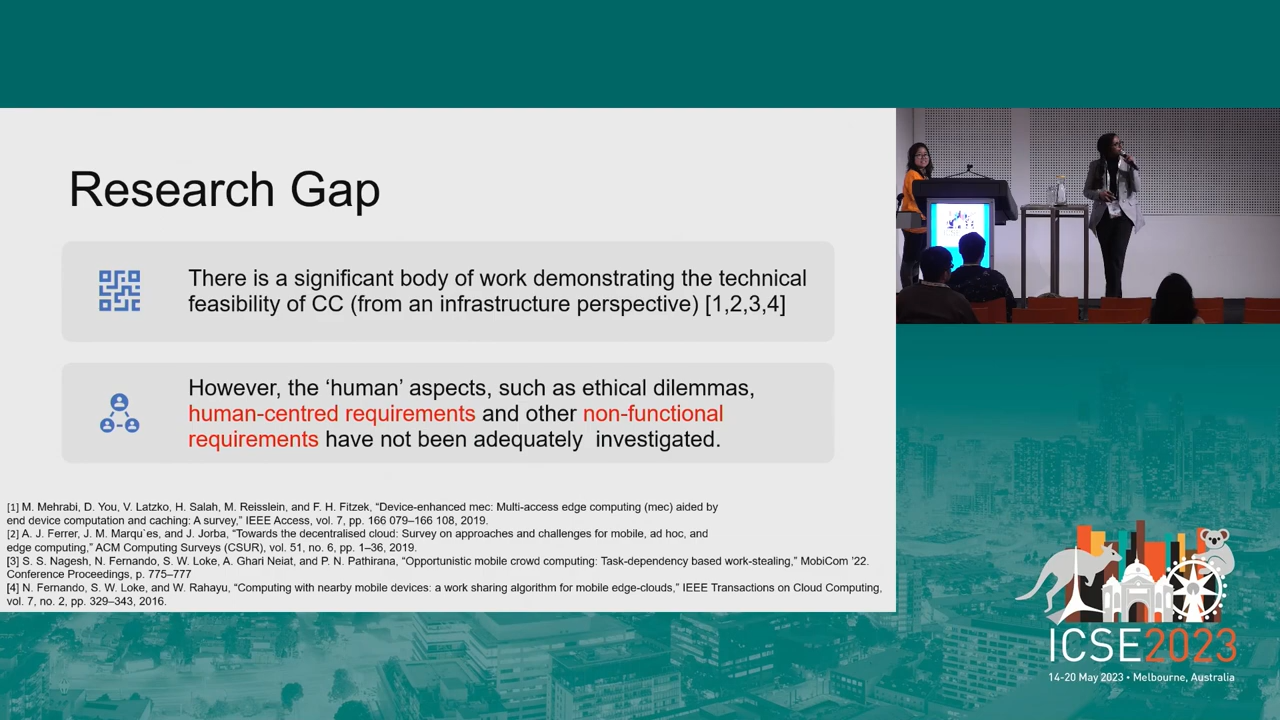 Research Gap
There is a significant body of work demonstrating the technical
feasibility of CC (from an infrastructure perspective) [1,2,3,4]
However, the ‘human’ aspects, such as ethical dilemmas,
human-centred requirements and other non-functional
requirements have not been adequately  investigated.
[1] M. Mehrabi, D. You, V. Latzko, H. Salah, M. Reisslein, and F. H. Fitzek, “Device-enhanced mec: Multi-access edge computing (mec) aided by
end device computation and caching: A survey,” IEEE Access, vol. 7, pp. 166 079–166 108, 2019.
[2] A. J. Ferrer, J. M. Marqu`es, and J. Jorba, “Towards the decentralised cloud: Survey on approaches and challenges for mobile, ad hoc, and
edge computing,” ACM Computing Surveys (CSUR), vol. 51, no. 6, pp. 1–36, 2019.
[3] S. S. Nagesh, N. Fernando, S. W. Loke, A. Ghari Neiat, and P. N. Pathirana, “Opportunistic mobile crowd computing: Task-dependency based work-stealing,” MobiCom ’22.
Conference Proceedings, p. 775–777
[4] N. Fernando, S. W. Loke, and W. Rahayu, “Computing with nearby mobile devices: a work sharing algorithm for mobile edge-clouds,” IEEE Transactions on Cloud Computing,
vol. 7, no. 2, pp. 329–343, 2016.
ICSE2023
14-20 May 2023 • Melbourne, Australia